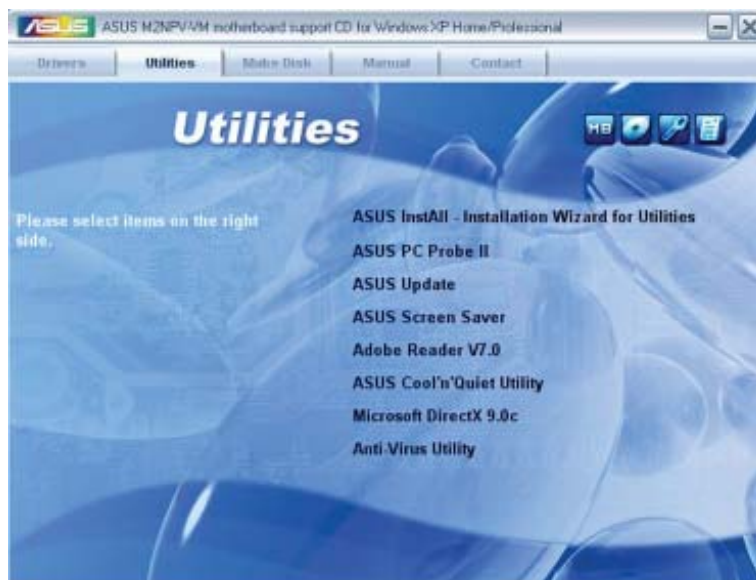 ASUS ASUS M2NPV-VM motherboard support CD for Windows XP Home/Professional
Drivers Utilities Make Disk Manual Contact
Utilities
MB
Please select items on the right
side.
ASUS InstAll - Installation Wizard for Utilities
ASUS PC Probe II
ASUS Update
ASUS Screen Saver
Adobe Reader V7.0
ASUS Cool'n'Quiet Utility
Microsoft DirectX 9.0c
Anti-Virus Utility